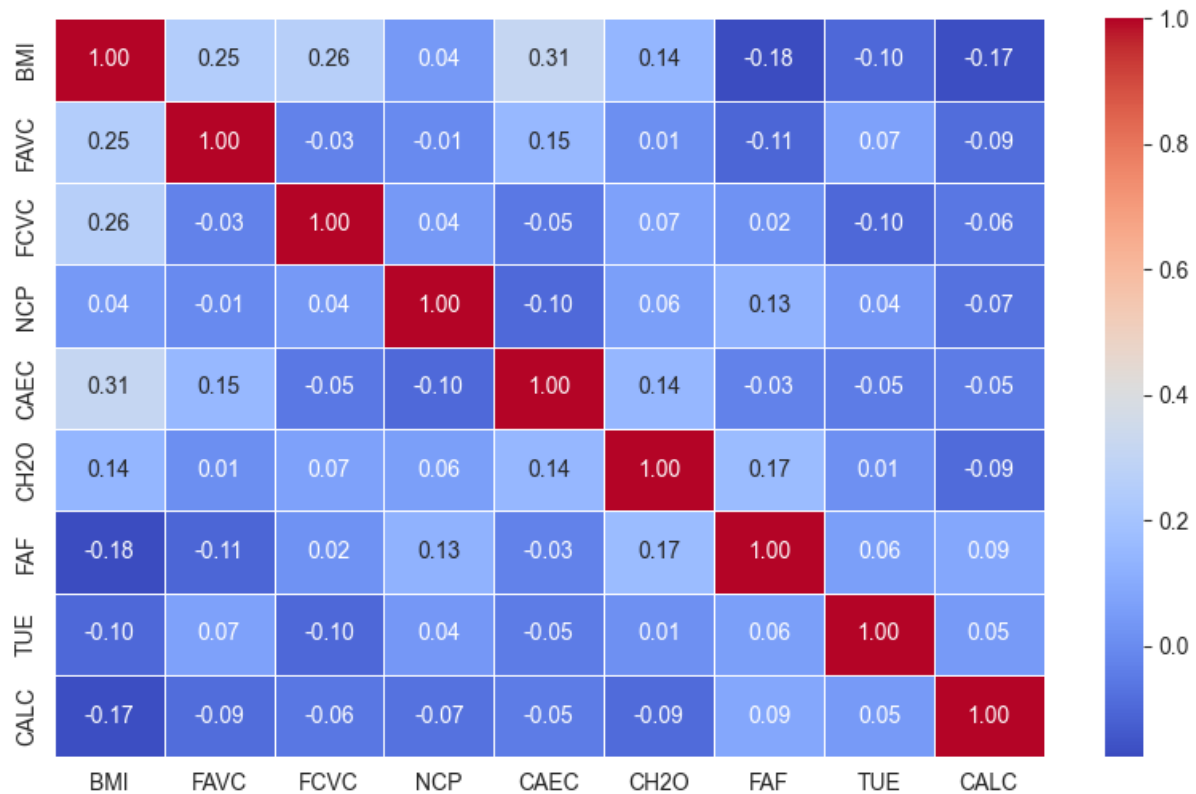 BMI 1.00 0.25 0.26 0.04 0.31 0.14 -0.18 -0.10 -0.17
FAVC 0.25 1.00 -0.03 -0.01 0.15 0.01 -0.11 0.07 -0.09
FCVC 0.26 -0.03 1.00 0.04 -0.05 0.07 0.02 -0.10 -0.06
NCP 0.04 -0.01 0.04 1.00 -0.10 0.06 0.13 0.04 -0.07
CAEC 0.31 0.15 -0.05 -0.10 1.00 0.14 -0.03 -0.05 -0.05
CH2O 0.14 0.01 0.07 0.06 0.14 1.00 0.17 0.01 -0.09
FAF -0.18 -0.11 0.02 0.13 -0.03 0.17 1.00 0.06 0.09
TUE -0.10 0.07 -0.10 0.04 -0.05 0.01 0.06 1.00 0.05
CALC -0.17 -0.09 -0.06 -0.07 -0.05 -0.09 0.09 0.05 1.00
BMI FAVC FCVC NCP CAEC CH2O FAF TUE CALC
1.0
0.8
0.6
0.4
0.2
0.0